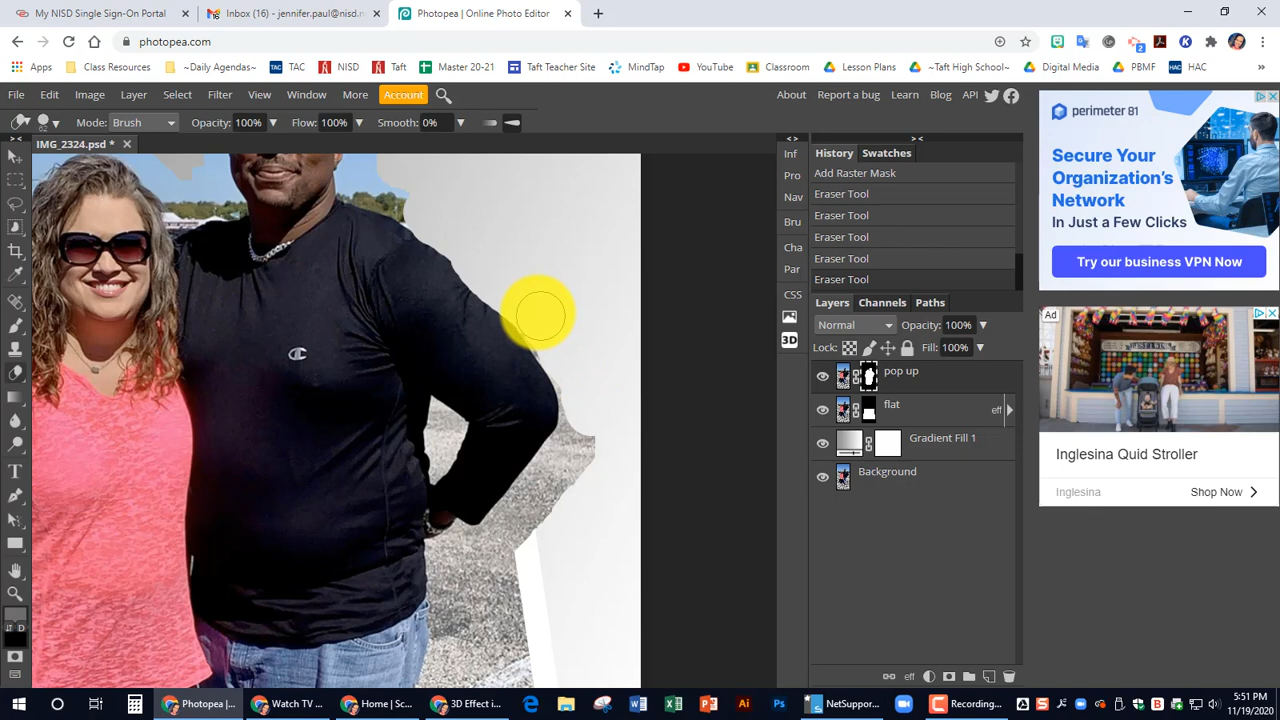 My NISD Single Sign-On Portal
Inbox (16) - jennifer.paul@nisd.n
Photopea | Online Photo Editor
photopea.com
Apps
Class Resources
~Daily Agendas~
TAC
NISD
Taft
Master 20-21
Taft Teacher Site
MindTap
YouTube
Classroom
Lesson Plans
~Taft High School~
Digital Media
PBMF
HAC
File Edit Image Layer Select Filter View Window More Account
About Report a bug Learn Blog API
Mode: Brush
Opacity: 100%
Flow: 100%
Smooth: 0%
IMG_2324.psd *
Inf
Pro
Nav
Bru
Cha
Par
CSS
3D
History Swatches
Add Raster Mask
Eraser Tool
Eraser Tool
Eraser Tool
Eraser Tool
Eraser Tool
Layers Channels Paths
Normal
Opacity: 100%
Lock:
Fill: 100%
pop up
flat
eff
Gradient Fill 1
Background
eff
perimeter 81
Secure Your
Organization's
Network
In Just a Few Clicks
Try our business VPN Now
Ad
Inglesina Quid Stroller
Inglesina
Shop Now
Photopea |...
Watch TV ...
Home | Sc...
3D Effect i...
NetSuppor...
Recording...
5:51 PM
11/19/2020